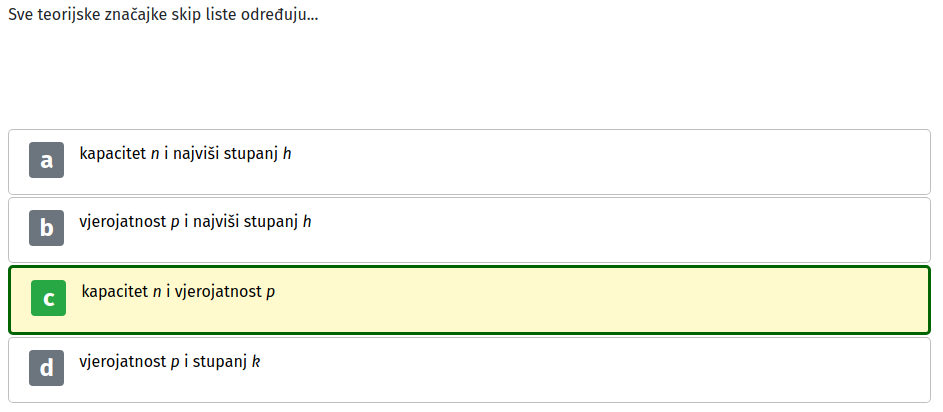 Sve teorijske značajke skip liste određuju...
a kapacitet n i najviši stupanj h
b vjerojatnost p i najviši stupanj h
c kapacitet n i vjerojatnost p
d vjerojatnost p i stupanj k